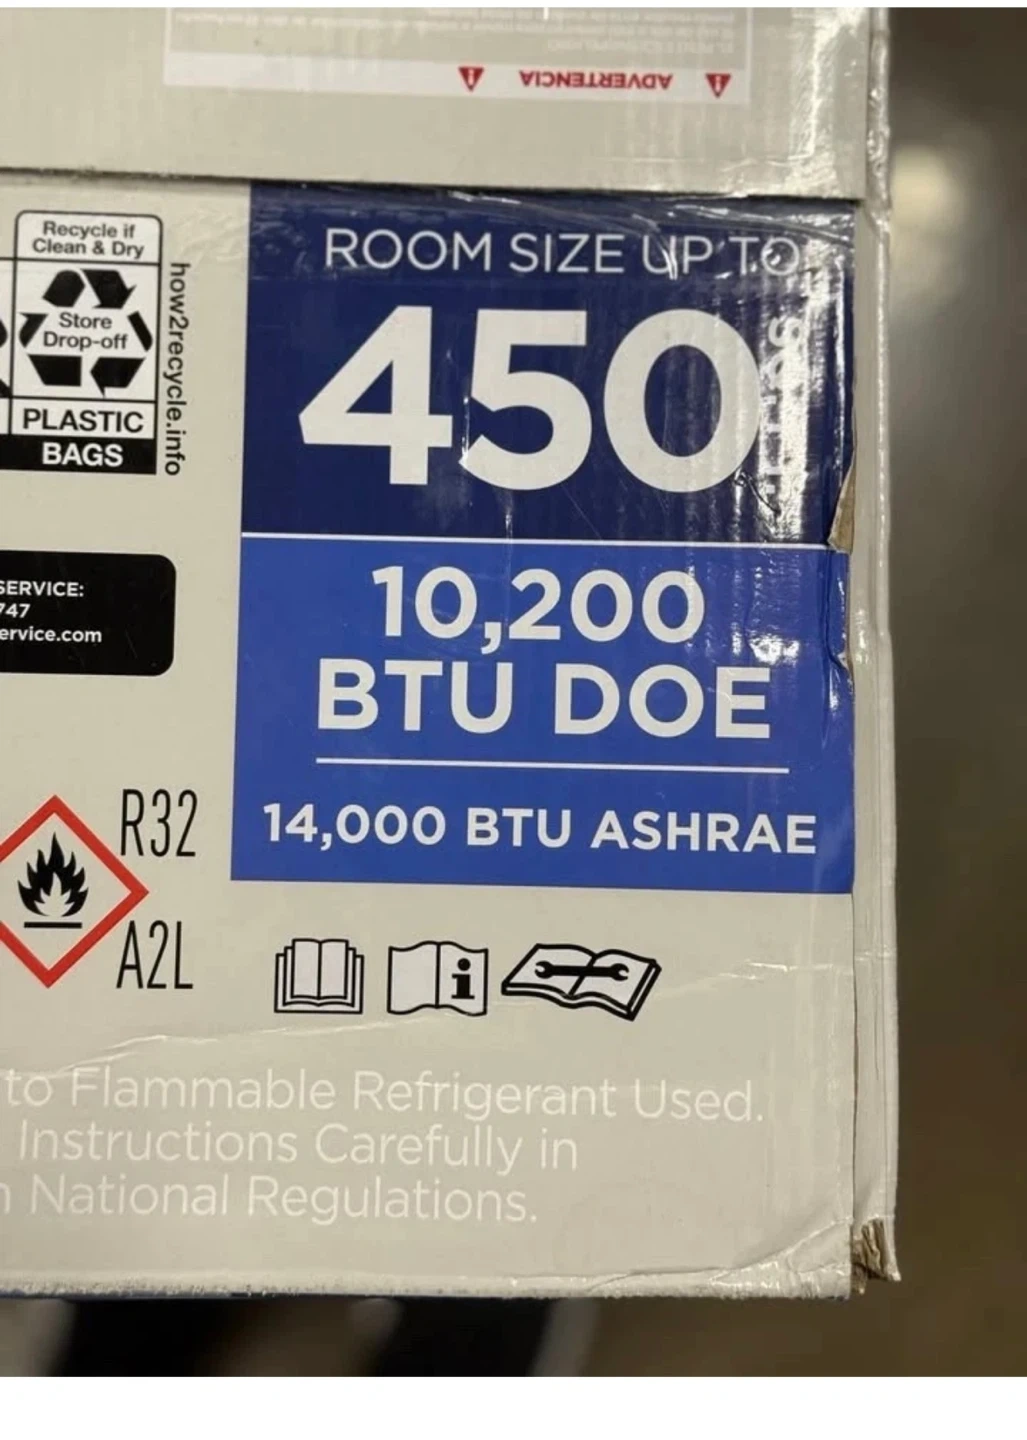 ADVERTENCIA
Recycle if
Clean & Dry
Store
Drop-off
PLASTIC
BAGS
how2recycle.info
ROOM SIZE UP TO
450
SQ.FT.
10,200
BTU DOE
14,000 BTU ASHRAE
SERVICE:
747
ervice.com
R32
A2L
i
to Flammable Refrigerant Used.
Instructions Carefully in
National Regulations.